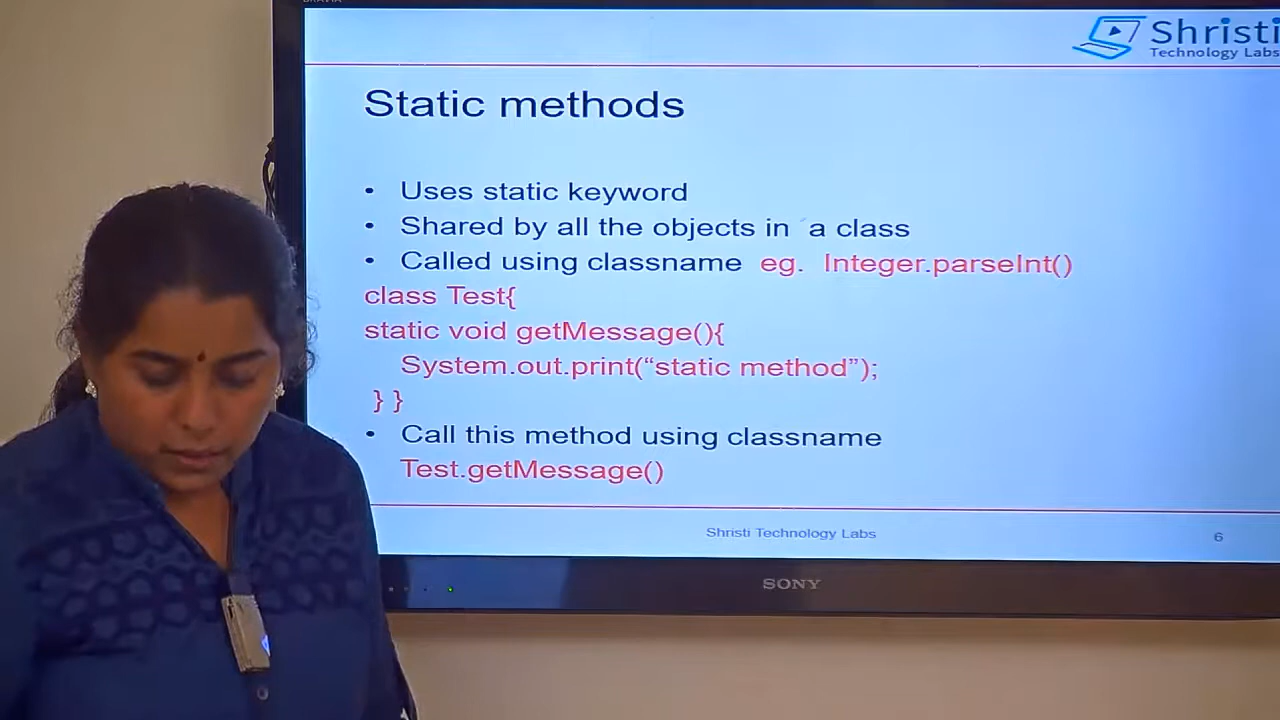 Shristi
Technology Labs
Static methods
• Uses static keyword
• Shared by all the objects in a class
• Called using classname eg. Integer.parseInt()
class Test{
static void getMessage(){
System.out.print(“static method”);
} }
• Call this method using classname
Test.getMessage()
Shristi Technology Labs
6
SONY